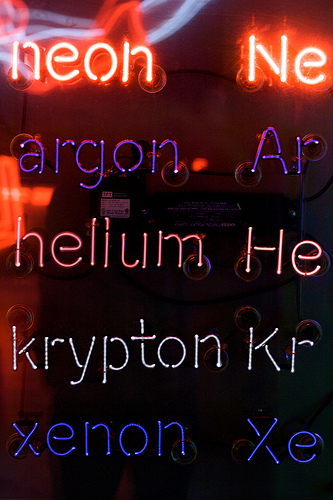 neon Ne
argon Ar
helium He
krypton Kr
xenon Xe